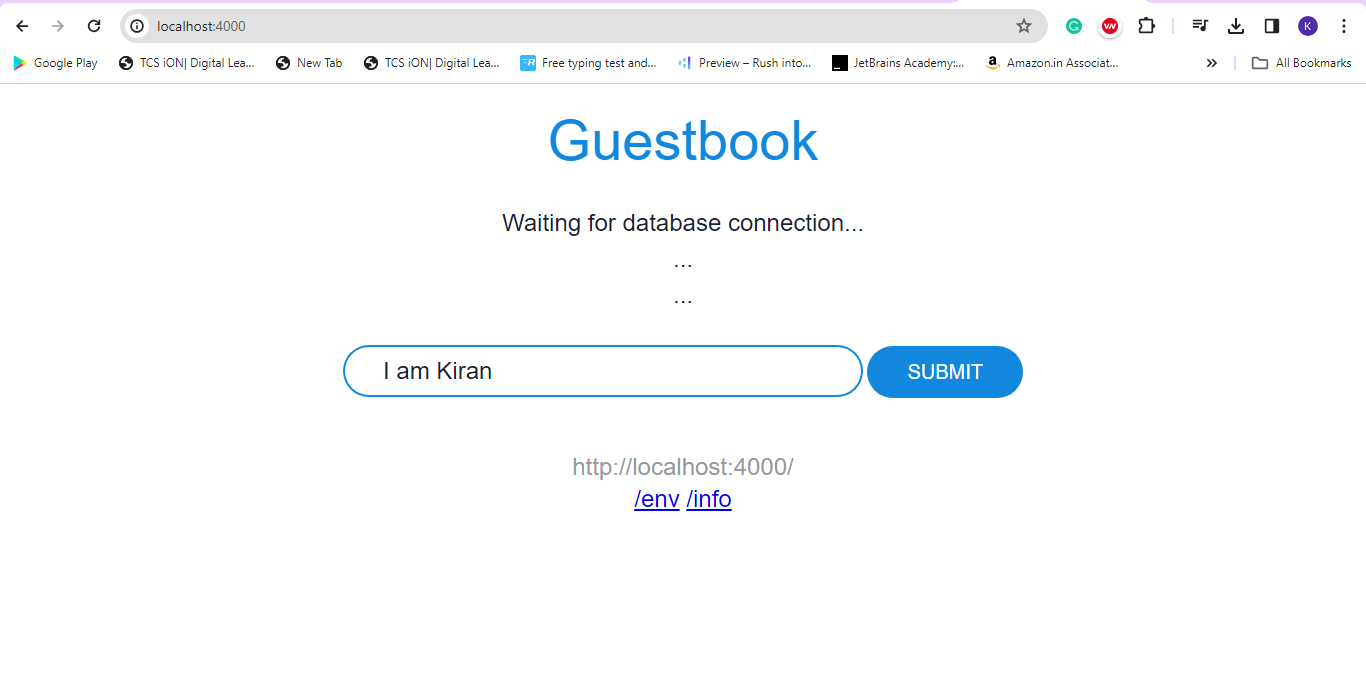 localhost:4000
K
Google Play
TCS iON| Digital Lea...
New Tab
TCS iON| Digital Lea...
Free typing test and...
Preview – Rush into...
JetBrains Academy:...
Amazon.in Associat...
All Bookmarks
Guestbook
Waiting for database connection...
...
...
I am Kiran
SUBMIT
http://localhost:4000/
/env /info